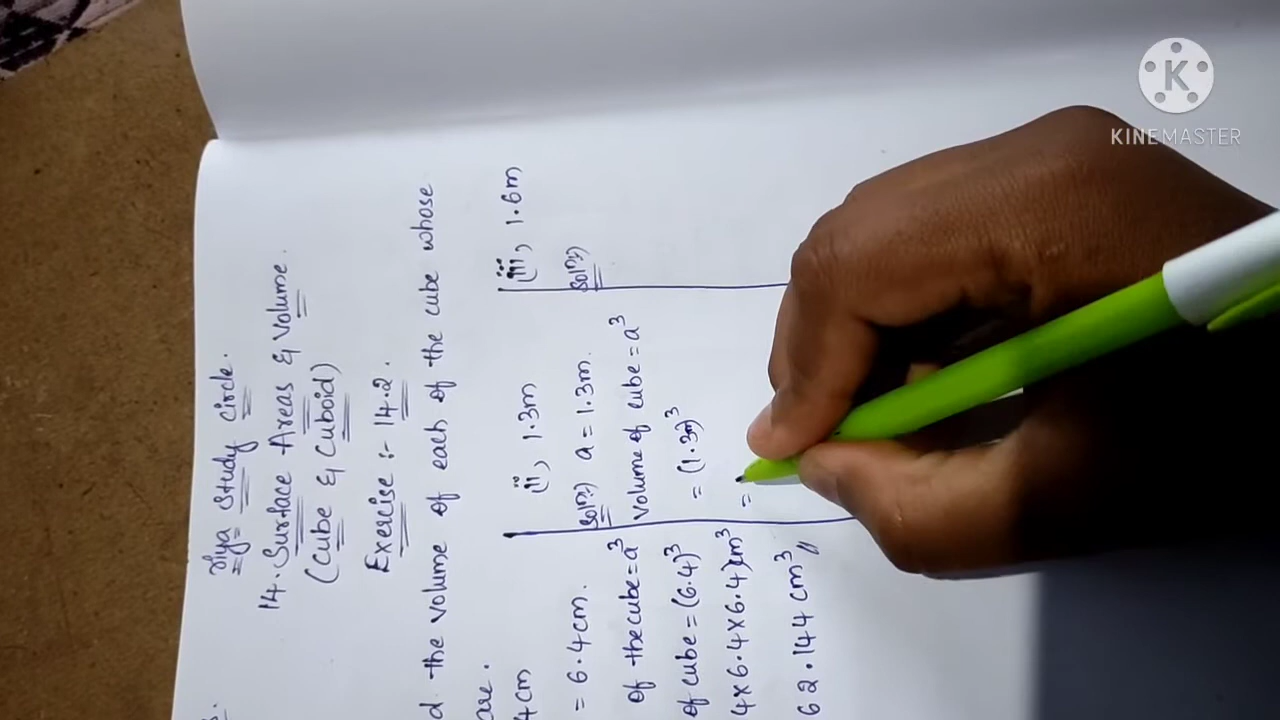 Riya Study Circle.
14. Surface Areas & Volume.
(Cube & Cuboid)
Exercise :- 14.2.
the volume of each of the cube whose
4cm
= 6.4cm.
of the cube = a³
of cube = (6.4)³
4×6.4×6.4)cm³
62.144 cm³
(ii), 1.3m
Soln:) a = 1.3m.
Volume of cube = a³
= (1.3m)³
=
(iii), 1.6m
Soln:)
KINEMASTER